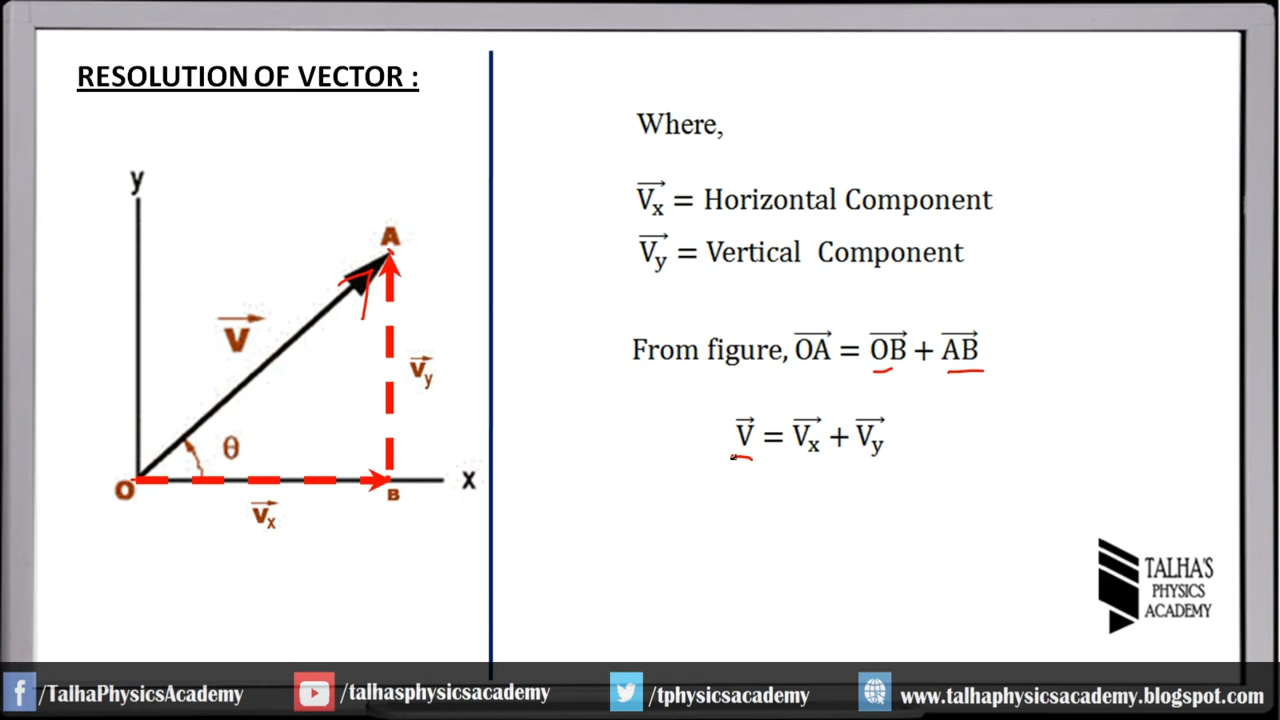 RESOLUTION OF VECTOR :
y
A
V
Vy
θ
O
B
x
Vx
Where,
Vx = Horizontal Component
Vy = Vertical Component
From figure, OA = OB + AB
V = Vx + Vy
TALHA'S
PHYSICS
ACADEMY
/TalhaPhysicsAcademy
/talhasphysicsacademy
/tphysicsacademy
www.talhaphysicsacademy.blogspot.com